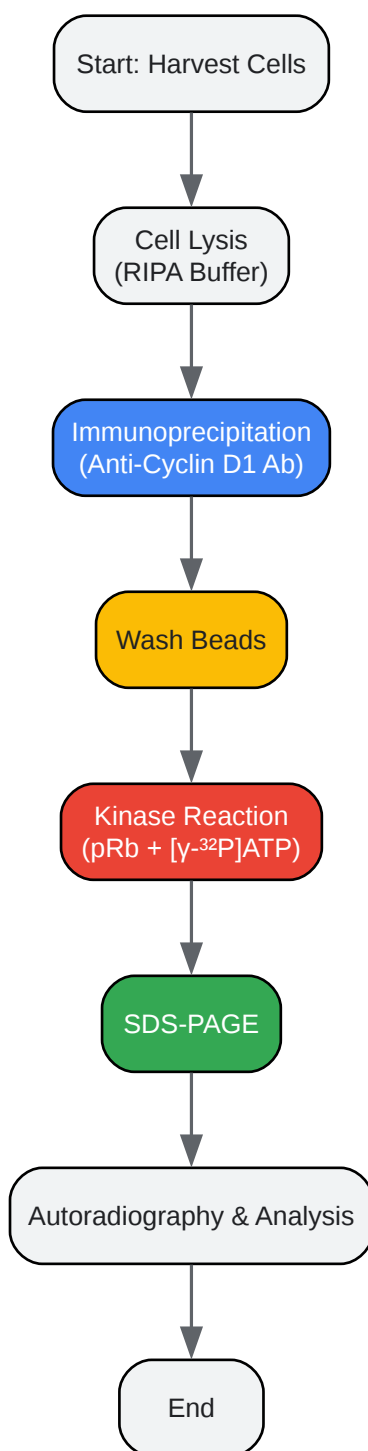 Start: Harvest Cells
Cell Lysis
(RIPA Buffer)
Immunoprecipitation
(Anti-Cyclin D1 Ab)
Wash Beads
Kinase Reaction
(pRb + [γ-³²P]ATP)
SDS-PAGE
Autoradiography & Analysis
End